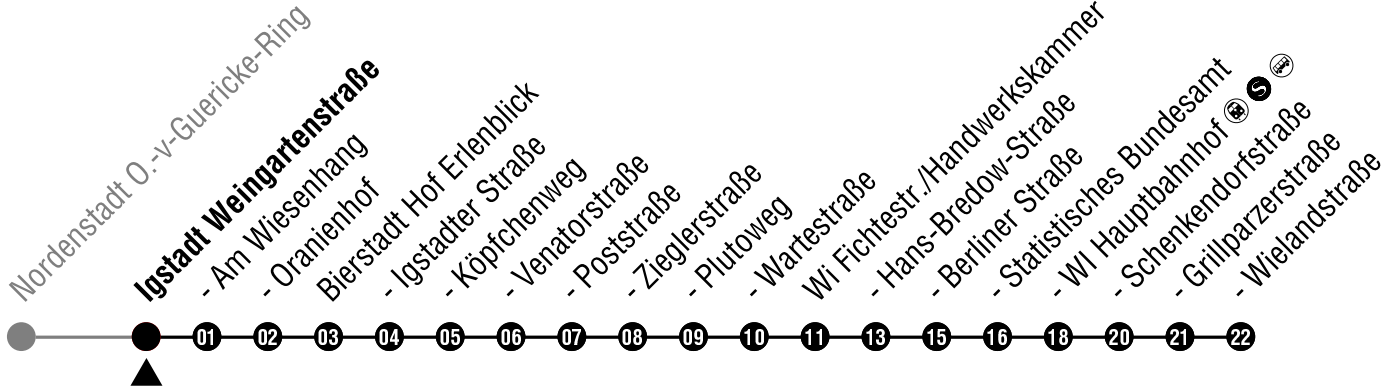 Nordenstadt O.-v-Guericke-Ring
Igstadt Weingartenstraße
- Am Wiesenhang
- Oranienhof
Bierstadt Hof Erlenblick
- Igstadter Straße
- Köpfchenweg
- Venatorstraße
- Poststraße
- Zieglerstraße
- Plutoweg
- Wartestraße
Wi Fichtestr./Handwerkskammer
- Hans-Bredow-Straße
- Berliner Straße
- Statistisches Bundesamt
- WI Hauptbahnhof S
- Schenkendorfstraße
- Grillparzerstraße
- Wielandstraße
01 02 03 04 05 06 07 08 09 10 11 13 15 16 18 20 21 22